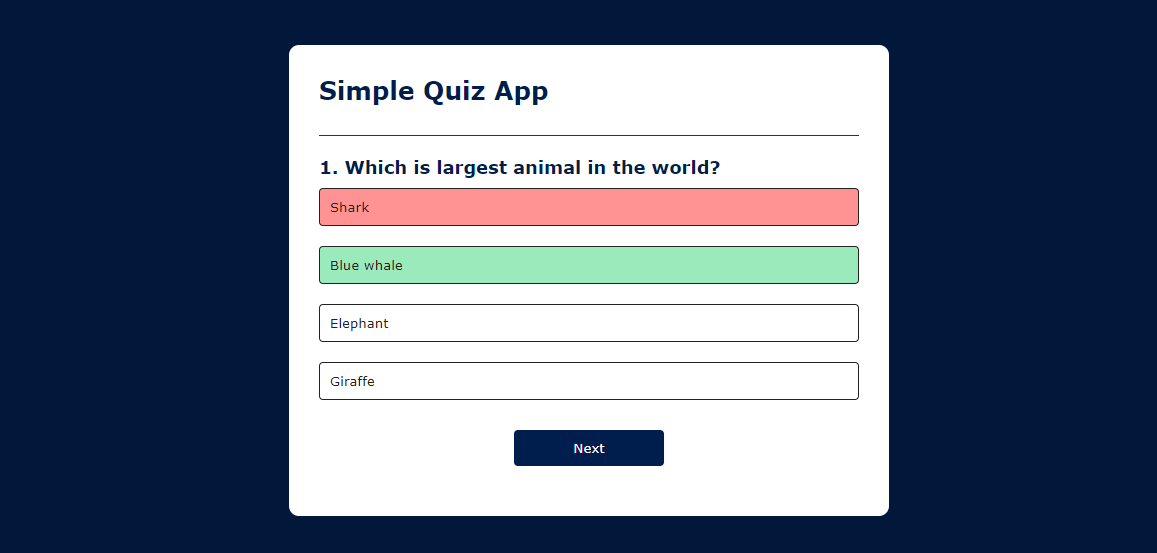 Simple Quiz App
1. Which is largest animal in the world?
Shark
Blue whale
Elephant
Giraffe
Next